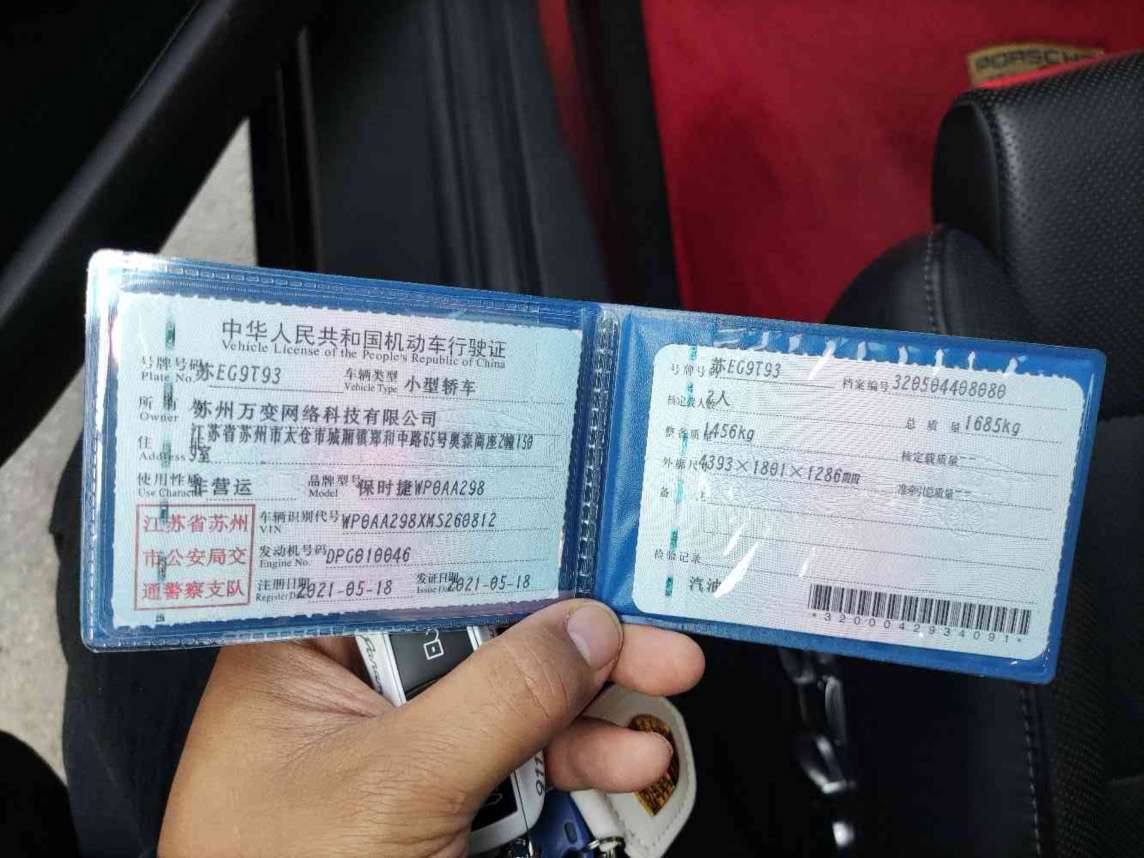 中华人民共和国机动车行驶证
Vehicle License of the People's Republic of China
号牌号码 苏EG9T93 车辆类型 小型轿车
Plate No. Vehicle Type
所有人 苏州万变网络科技有限公司
Owner
住址 江苏省苏州市太仓市城厢镇郑和中路65号奥森尚座2幢150
Address 9室
使用性质 非营运 品牌型号 保时捷WP0AA298
Use Character Model
江苏省苏州
市公安局交
通警察支队
车辆识别代号 WP0AA298XMS260812
VIN
发动机号码 DPG010046
Engine No.
注册日期 2021-05-18 发证日期 2021-05-18
Register Date Issue Date
号牌号码 苏EG9T93 档案编号 320504408080
核定载人数 2人 总质量 1685kg
整备质量 1456kg 核定载质量 --
外廓尺寸 4393×1801×1286mm 准牵引总质量 --
备注
检验记录
汽油
*3200042934091*
PORSCHE
911